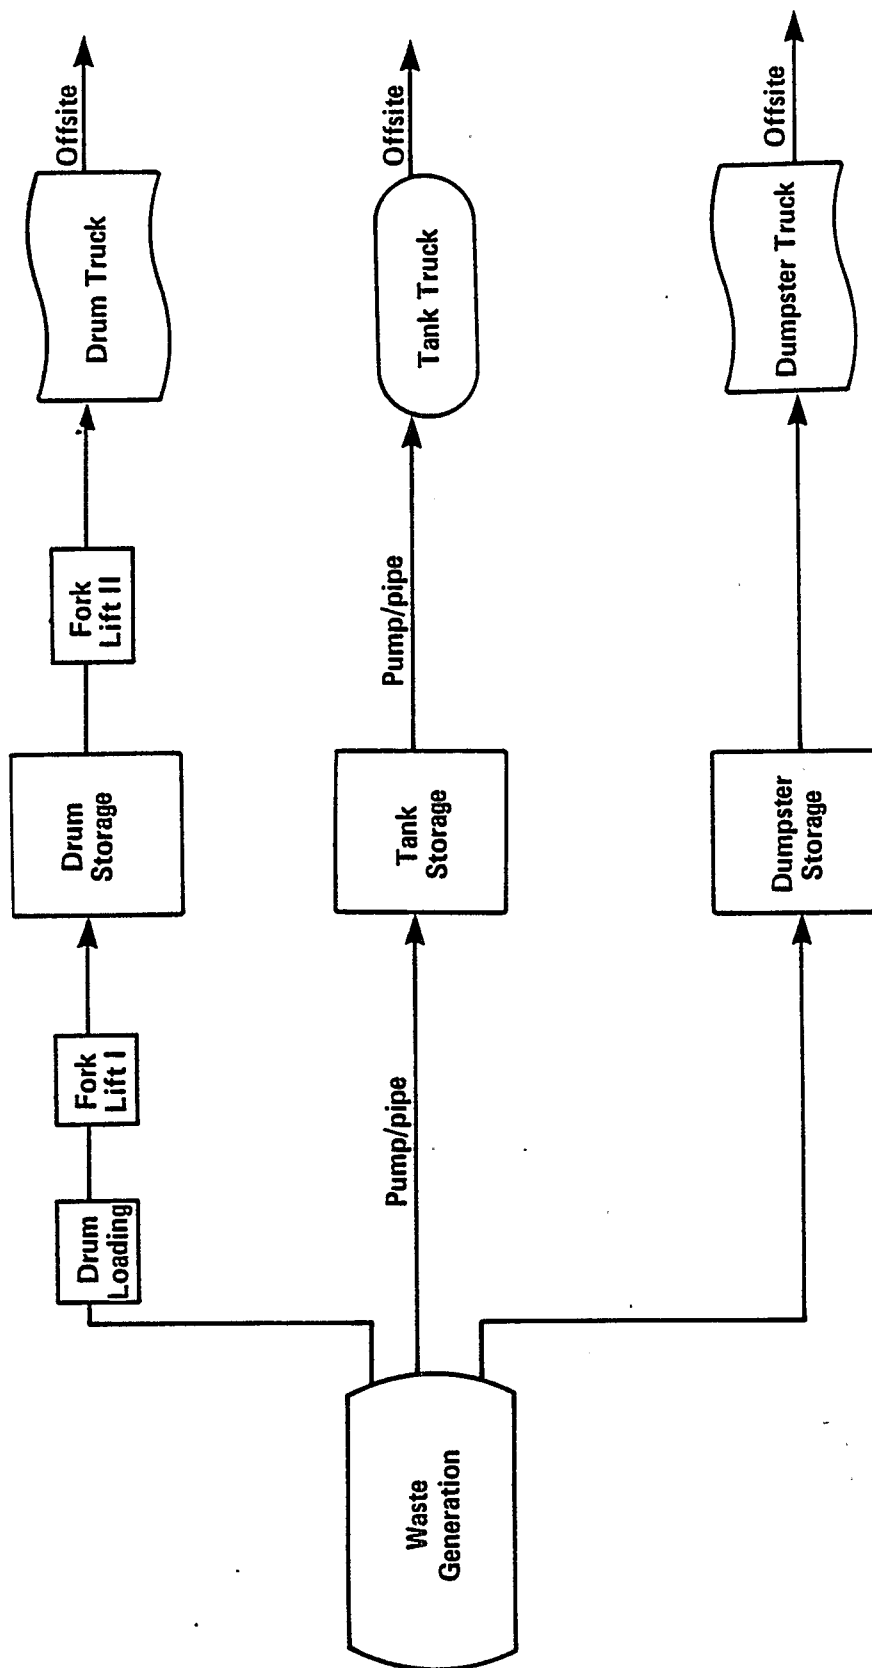 Waste
Generation
Drum
Loading
Fork
Lift I
Drum
Storage
Fork
Lift II
Drum Truck
Offsite
Pump/pipe
Tank
Storage
Pump/pipe
Tank Truck
Offsite
Dumpster
Storage
Dumpster Truck
Offsite